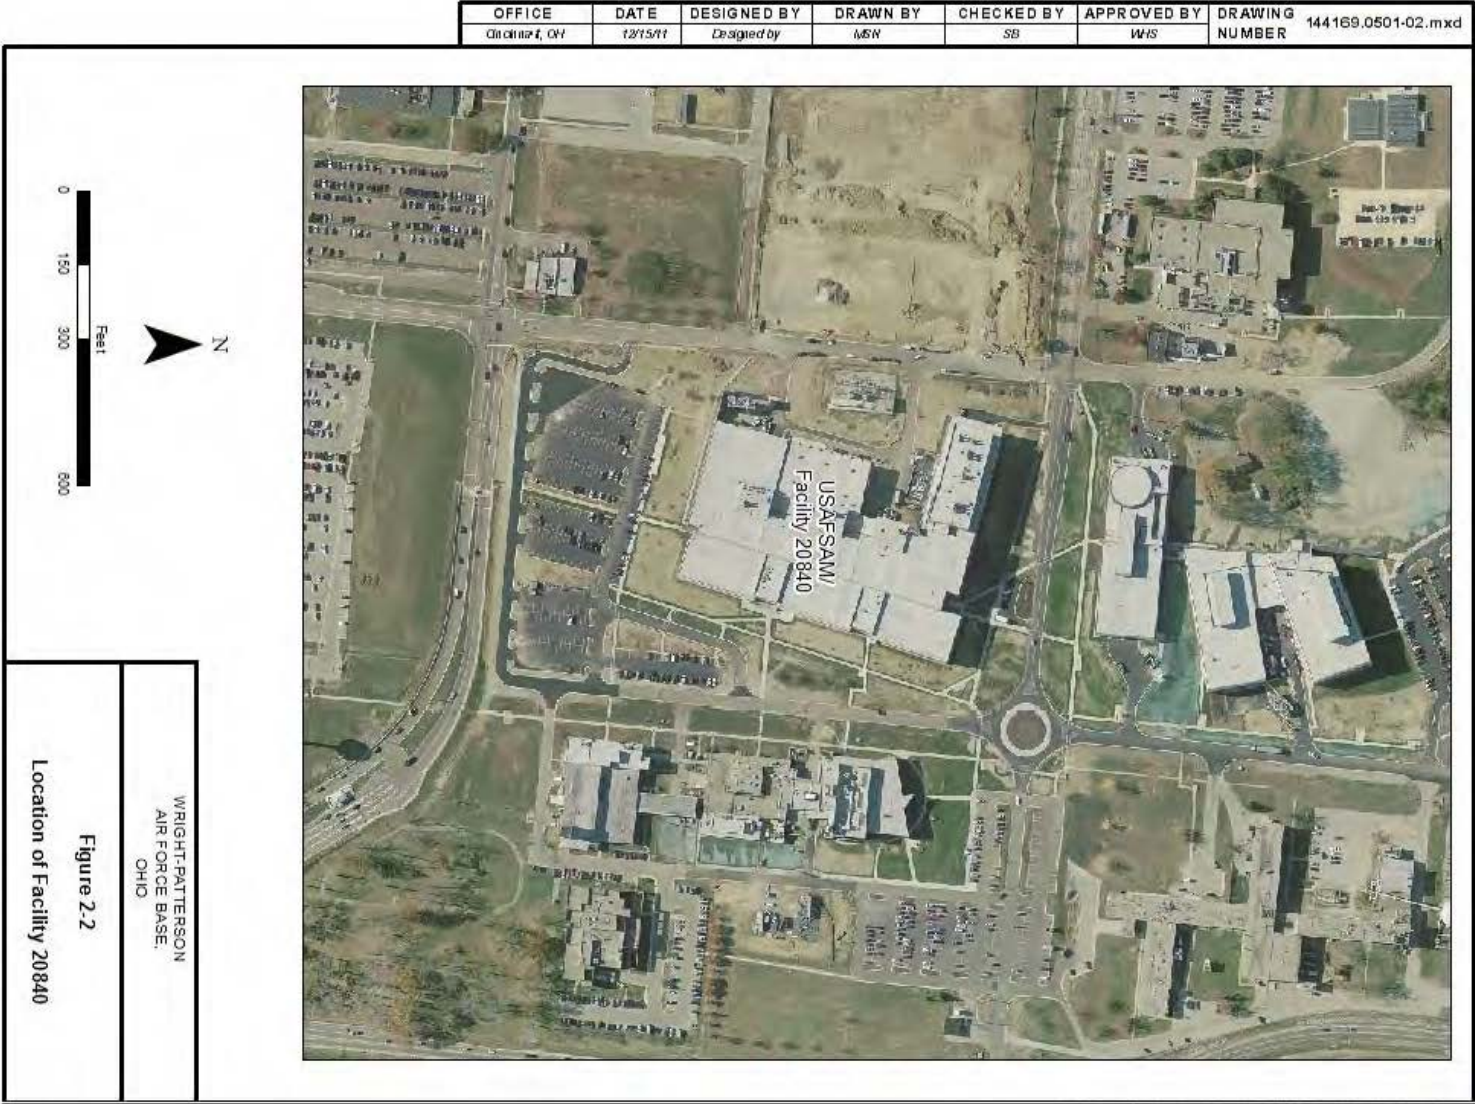 OFFICE DATE DESIGNED BY DRAWN BY CHECKED BY APPROVED BY DRAWING NUMBER 144169.0501-02.mxd
Cincinnati, OH 12/15/11 Designed by MSH SB WHS
N
Feet
0 150 300 600
USAFSAM/
Facility 20840
WRIGHT-PATTERSON
AIR FORCE BASE,
OHIO
Figure 2-2
Location of Facility 20840